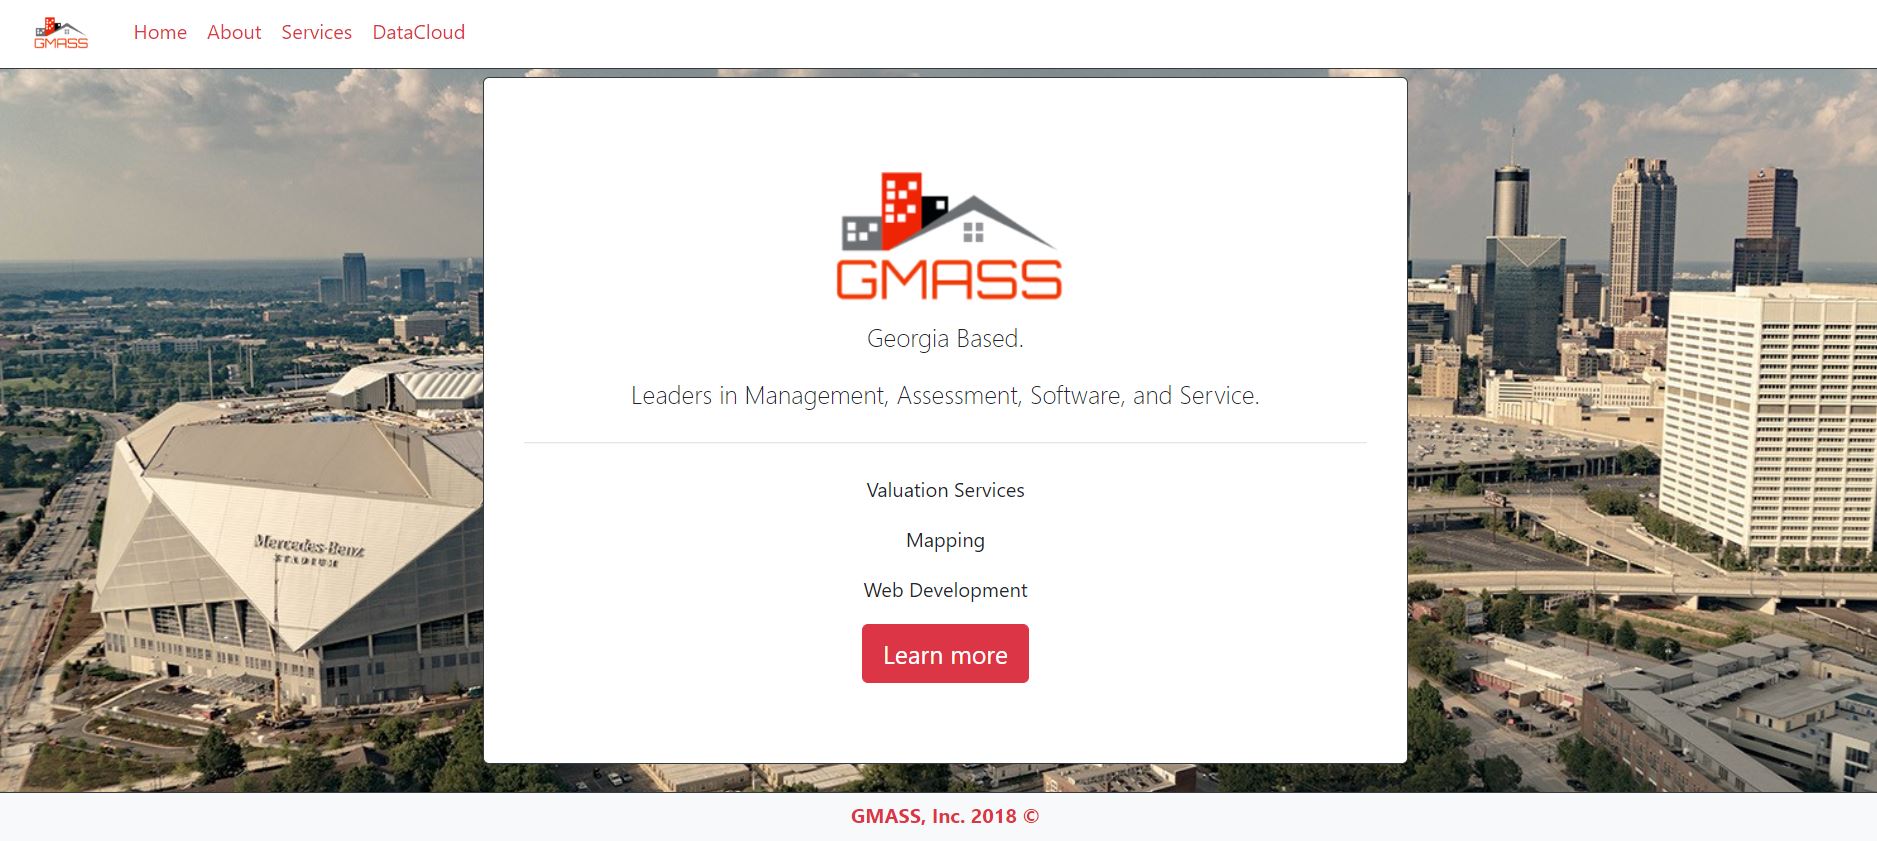 GMASS
Home About Services DataCloud
GMASS
Georgia Based.
Leaders in Management, Assessment, Software, and Service.
Valuation Services
Mapping
Mercedes-Benz
STADIUM
Web Development
Learn more
GMASS, Inc. 2018 ©